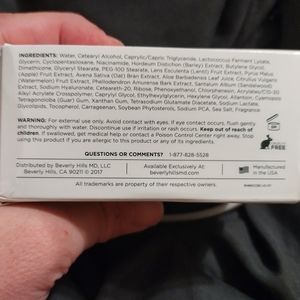 INGREDIENTS: Water, Cetearyl Alcohol, Caprylic/Capric Triglyceride, Lactococcus Ferment Lysate,
Glycerin, Cyclopentasiloxane, Niacinamide, Hordeum Distichon (Barley) Extract, Butylene Glycol,
Dimethicone, Glyceryl Stearate, PEG-100 Stearate, Lens Esculenta (Lentil) Fruit Extract, Pyrus Malus
(Apple) Fruit Extract, Avena Sativa (Oat) Bran Extract, Aloe Barbadensis Leaf Juice, Citrullus Vulgaris
(Watermelon) Fruit Extract, Phellodendron Amurense Bark Extract, Santalum Album (Sandalwood)
Extract, Sodium Hyaluronate, Ceteareth-20, Ribose, Phenoxyethanol, Chlorphenesin, Acrylates/C10-30
Alkyl Acrylate Crosspolymer, Caprylyl Glycol, Ethylhexylglycerin, Hexylene Glycol, Allantoin, Cyamopsis
Tetragonoloba (Guar) Gum, Xanthan Gum, Tetrasodium Glutamate Diacetate, Sodium Lactate,
Glycolipids, Tocopherol, Carrageenan, Soybean Phytosterols, Sodium PCA, Sea Salt, Fragrance
WARNING: For external use only. Avoid contact with eyes. If eye contact occurs, flush gently
and thoroughly with water. Discontinue use if irritation or rash occurs. Keep out of reach of
children. If swallowed, get medical help or contact a Poison Control Center right away. Stop
using this product if you are allergic to this product or any of its ingredients.
FREE
QUESTIONS OR COMMENTS? 1-877-828-5528
Distributed by Beverly Hills MD, LLC
Beverly Hills, CA 90211 © 2017
Available Exclusively At:
beverlyhillsmd.com
Manufactured
in the USA
All trademarks are property of their respective owners.